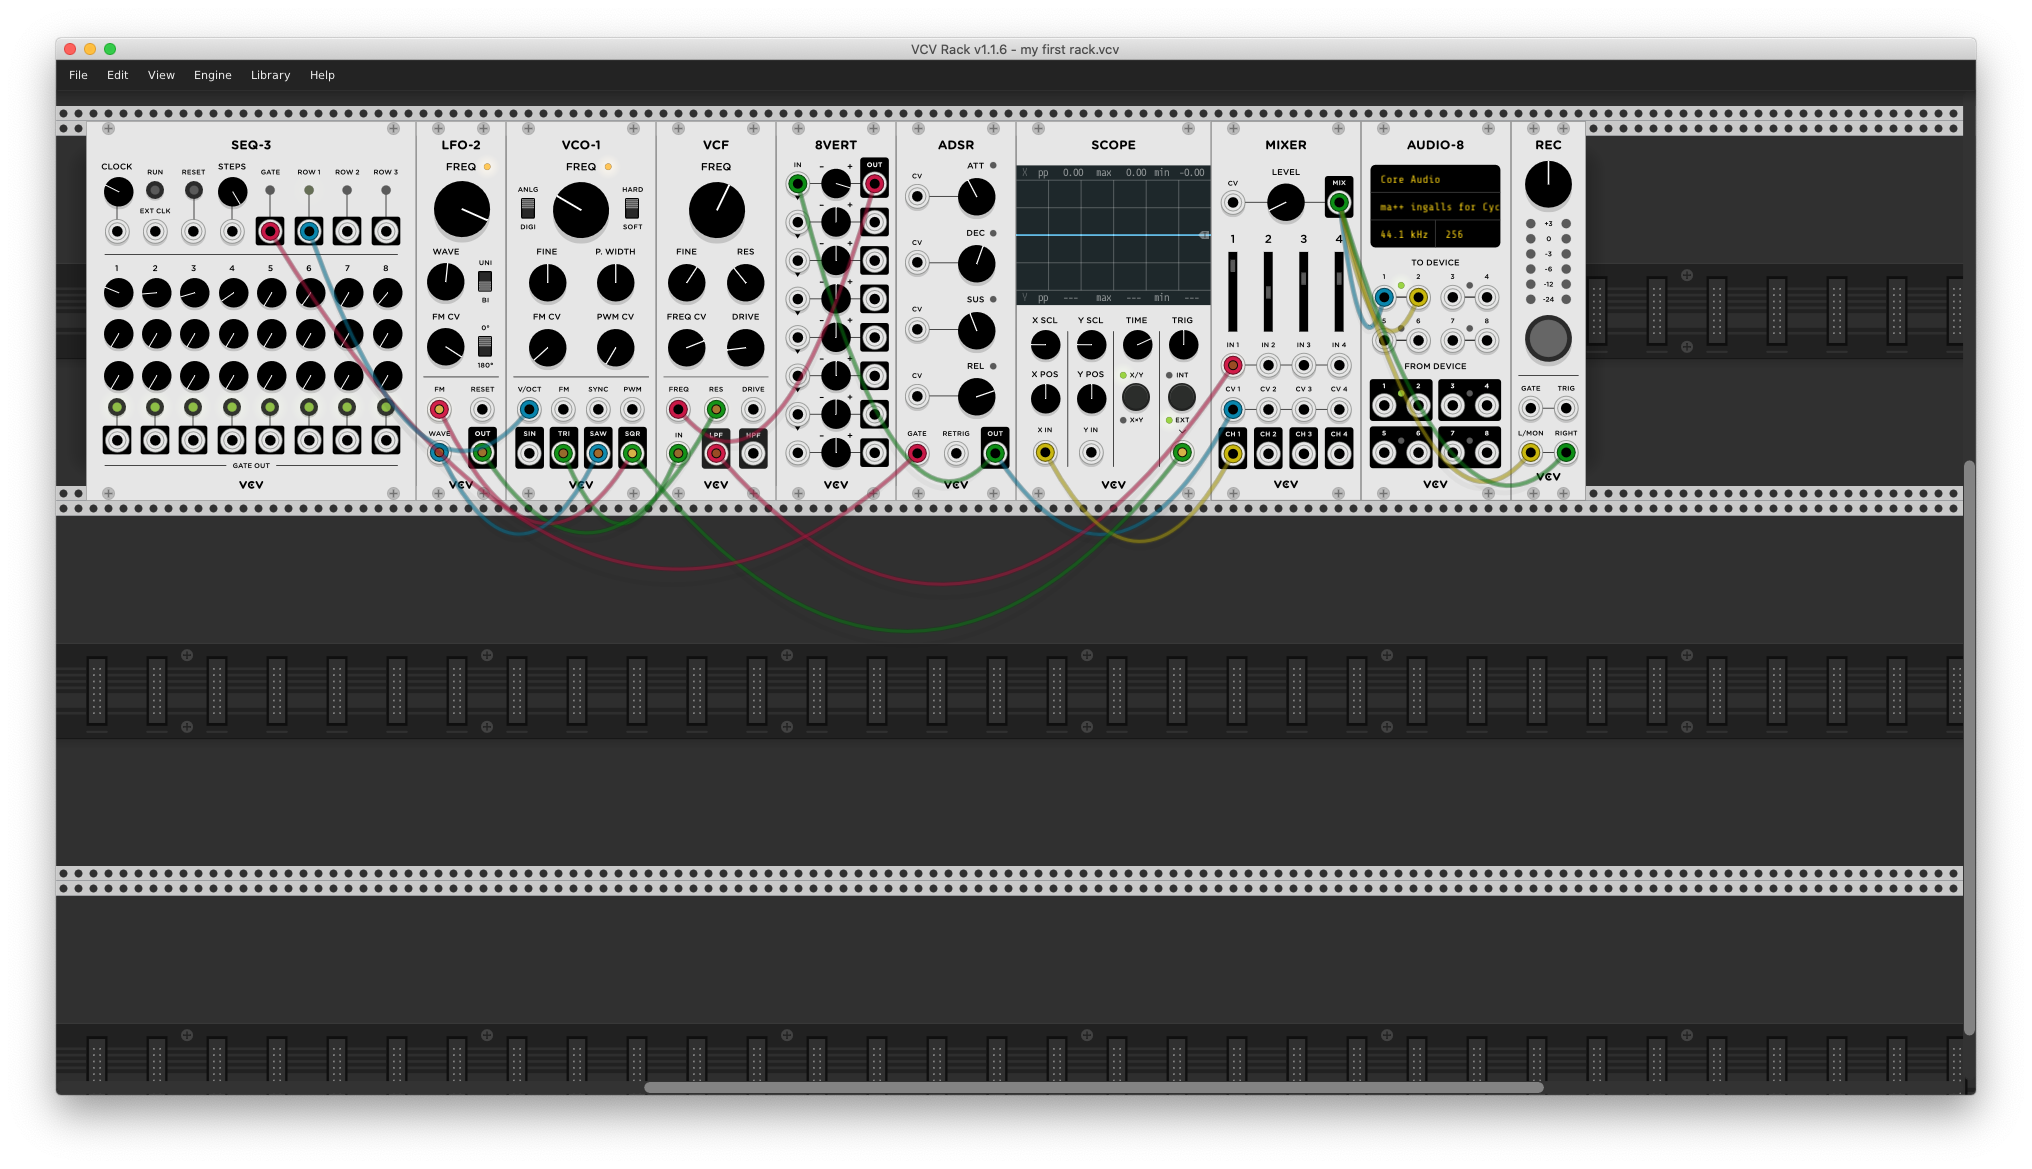 VCV Rack v1.1.6 - my first rack.vcv
File Edit View Engine Library Help
SEQ-3
CLOCK RUN RESET STEPS GATE ROW 1 ROW 2 ROW 3
EXT CLK
1 2 3 4 5 6 7 8
GATE OUT
VCV
LFO-2
FREQ
WAVE UNI
BI
FM CV 0°
180°
FM RESET
WAVE OUT
VCV
VCO-1
FREQ
ANLG HARD
DIGI SOFT
FINE P. WIDTH
FM CV PWM CV
V/OCT FM SYNC PWM
SIN TRI SAW SQR
VCV
VCF
FREQ
FINE RES
FREQ CV DRIVE
FREQ RES DRIVE
IN LPF HPF
VCV
8VERT
IN - + OUT
- +
- +
- +
- +
- +
- +
- +
VCV
ADSR
ATT
CV
DEC
CV
SUS
CV
REL
CV
GATE RETRIG OUT
VCV
SCOPE
X pp 0.00 max 0.00 min -0.00
Y pp --- max --- min ---
X SCL Y SCL TIME TRIG
X POS Y POS X/Y INT
X×Y EXT
X IN Y IN
VCV
MIXER
LEVEL
CV MIX
1 2 3 4
IN 1 IN 2 IN 3 IN 4
CV 1 CV 2 CV 3 CV 4
CH 1 CH 2 CH 3 CH 4
VCV
AUDIO-8
Core Audio
ma++ ingalls for Cyc
44.1 kHz 256
TO DEVICE
1 2 3 4
5 6 7 8
FROM DEVICE
1 2 3 4
5 6 7 8
VCV
REC
+3
0
-3
-6
-12
-24
GATE TRIG
L/MON RIGHT
VCV